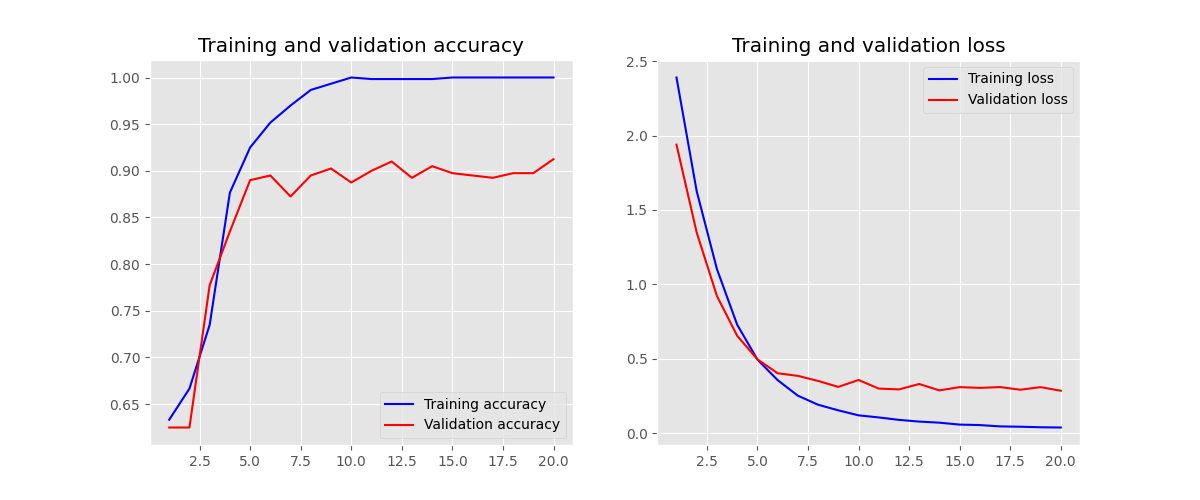 Training and validation accuracy
1.00
0.95
0.90
0.85
0.80
0.75
0.70
0.65
Training accuracy
Validation accuracy
2.5 5.0 7.5 10.0 12.5 15.0 17.5 20.0
Training and validation loss
2.5
2.0
1.5
1.0
0.5
0.0
Training loss
Validation loss
2.5 5.0 7.5 10.0 12.5 15.0 17.5 20.0